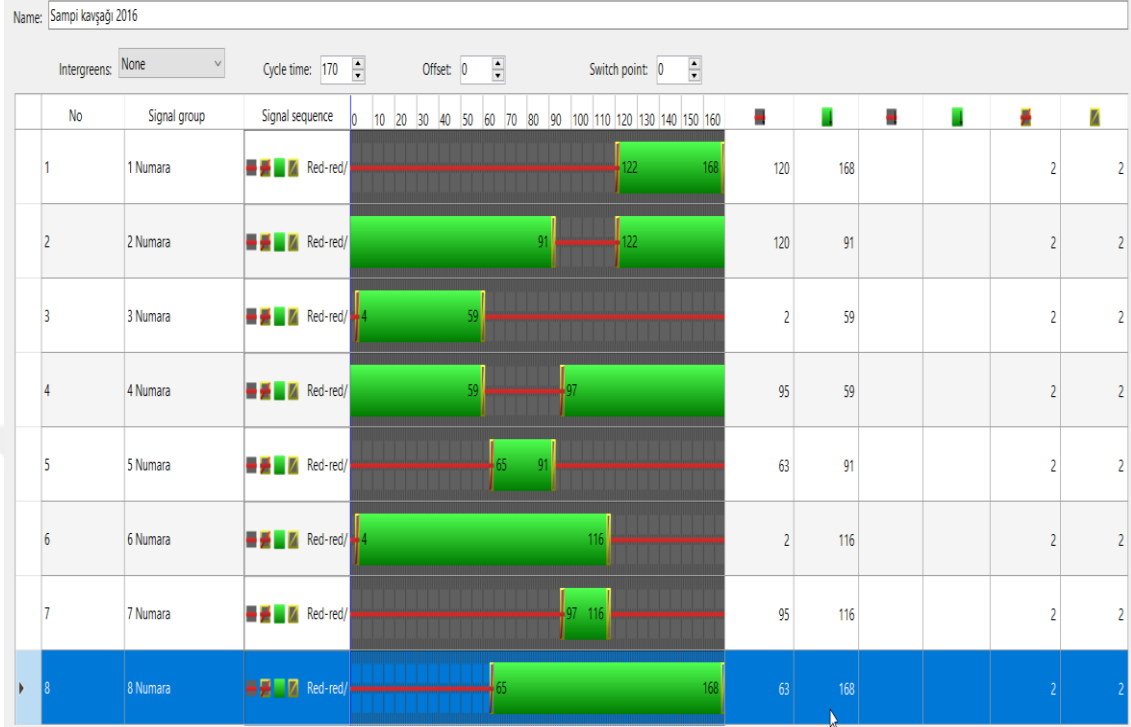 Name: Sampi kavşağı 2016
Intergreens: None Cycle time: 170 Offset: 0 Switch point: 0
No Signal group Signal sequence 0 10 20 30 40 50 60 70 80 90 100 110 120 130 140 150 160
1 1 Numara Red-red/ 122 168 120 168 2 2
2 2 Numara Red-red/ 91 122 120 91 2 2
3 3 Numara Red-red/ 4 59 2 59 2 2
4 4 Numara Red-red/ 59 97 95 59 2 2
5 5 Numara Red-red/ 65 91 63 91 2 2
6 6 Numara Red-red/ 4 116 2 116 2 2
7 7 Numara Red-red/ 97 116 95 116 2 2
8 8 Numara Red-red/ 65 168 63 168 2 2